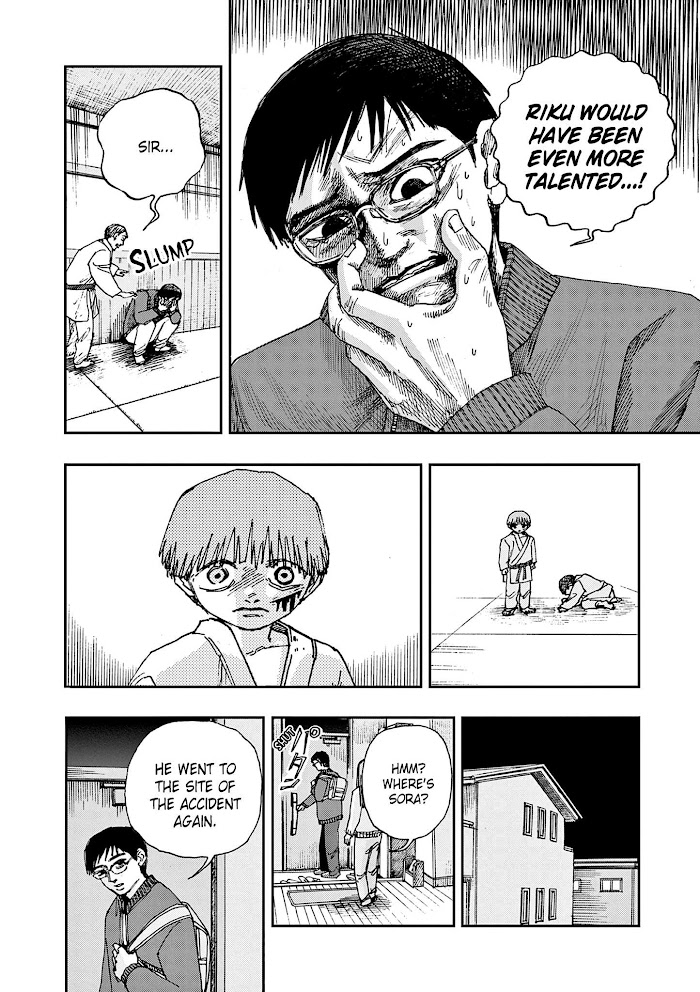 RIKU WOULD
HAVE BEEN
EVEN MORE
TALENTED...!
SIR...
SLUMP
HMM?
WHERE'S
SORA?
SHUT
HE WENT TO
THE SITE OF
THE ACCIDENT
AGAIN.